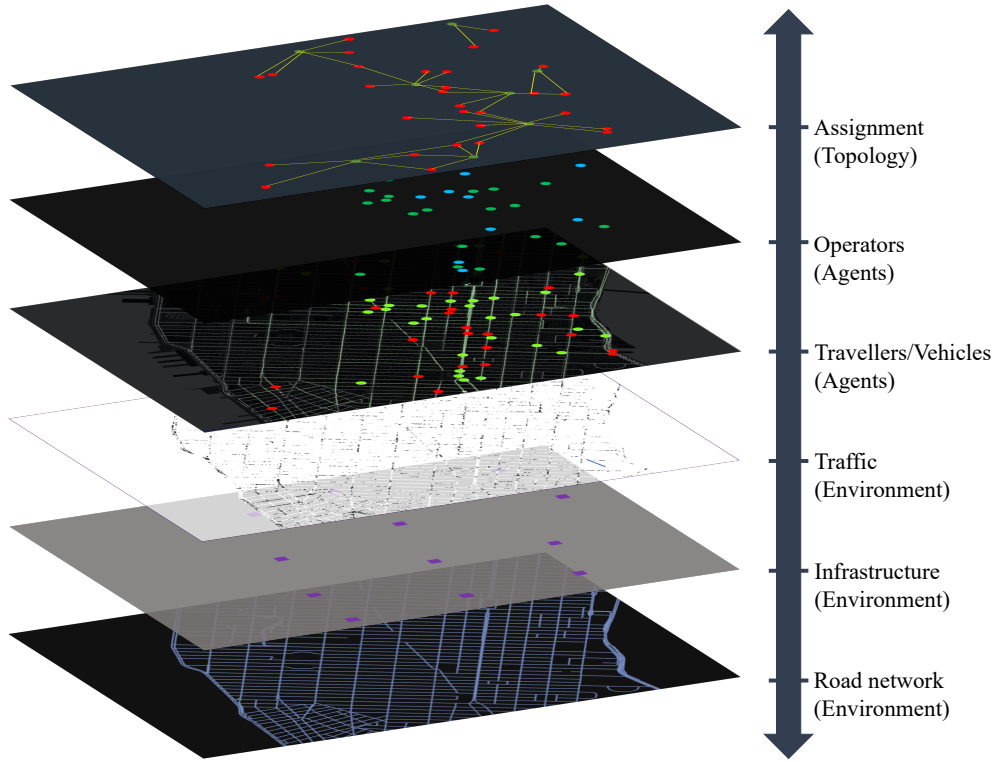 Assignment
(Topology)
Operators
(Agents)
Travellers/Vehicles
(Agents)
Traffic
(Environment)
Infrastructure
(Environment)
Road network
(Environment)